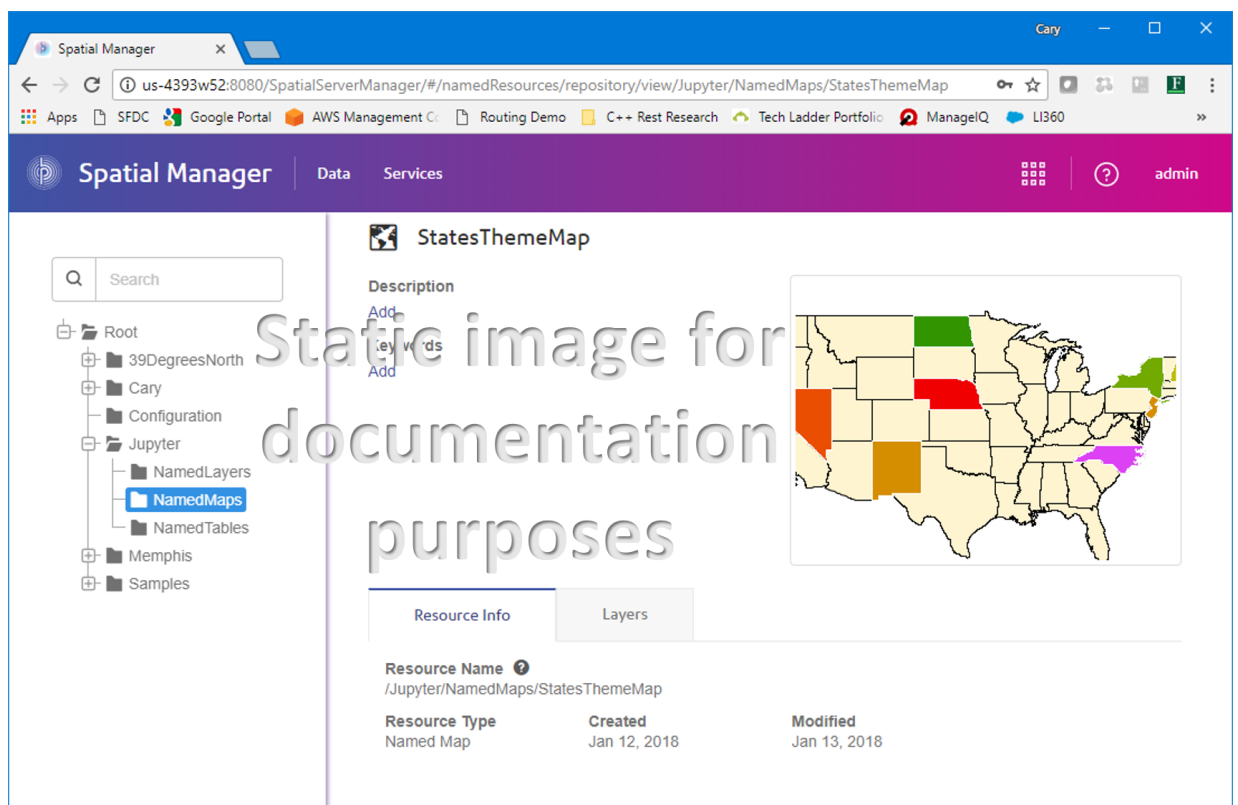 Cary
Spatial Manager
us-4393w52:8080/SpatialServerManager/#/namedResources/repository/view/Jupyter/NamedMaps/StatesThemeMap
Apps SFDC Google Portal AWS Management Routing Demo C++ Rest Research Tech Ladder Portfolio ManageIQ LI360 »
Spatial Manager Data Services admin
StatesThemeMap
Search
Description
Add
Keywords
Add
Static image for
documentation
purposes
Root
39DegreesNorth
Cary
Configuration
Jupyter
NamedLayers
NamedMaps
NamedTables
Memphis
Samples
Resource Info Layers
Resource Name
/Jupyter/NamedMaps/StatesThemeMap
Resource Type Created Modified
Named Map Jan 12, 2018 Jan 13, 2018